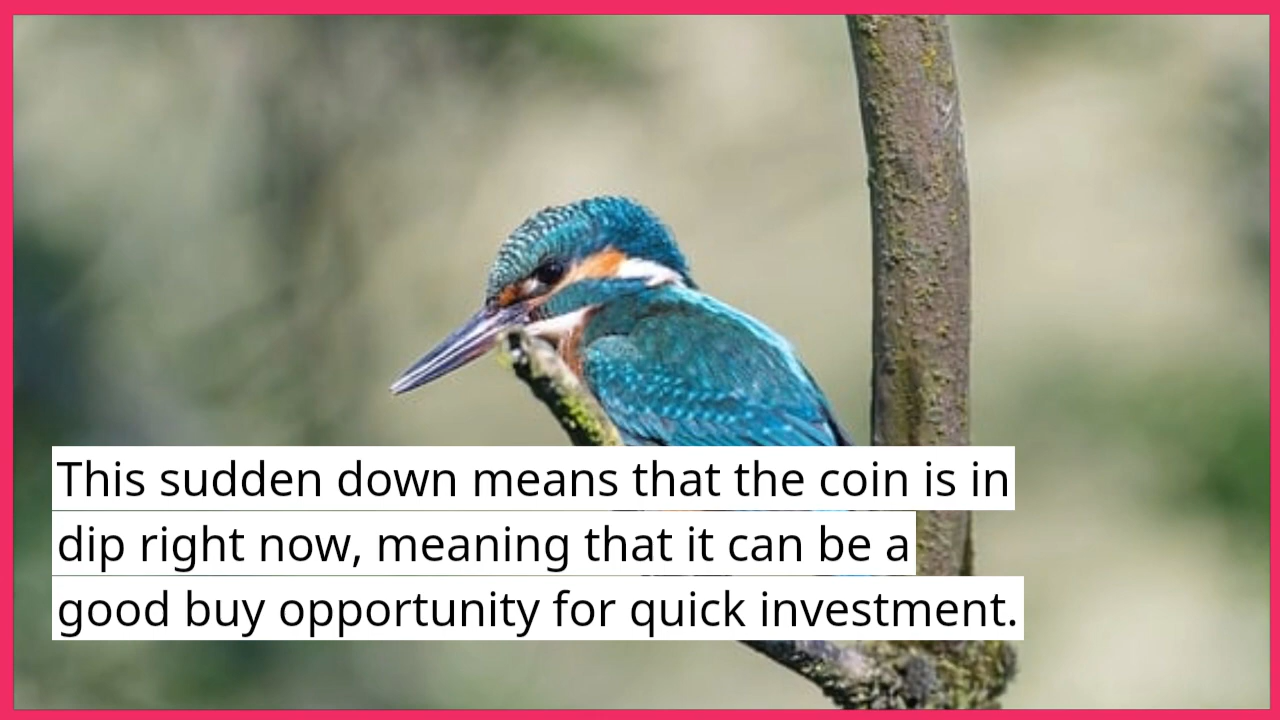 This sudden down means that the coin is in
dip right now, meaning that it can be a
good buy opportunity for quick investment.